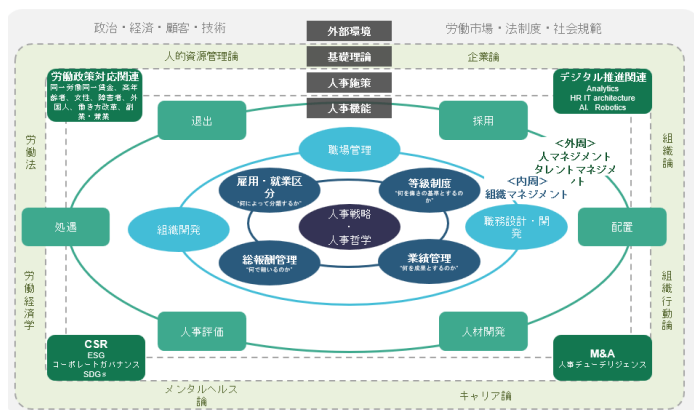 政治・経済・顧客・技術
外部環境
労働市場・法制度・社会規範
人的資源管理論
基礎理論
企業論
労働政策対応関連
同一労働同一賃金、高年
齢者、女性、障害者、外
国人、働き方改革、副
業・兼業
人事施策
デジタル推進関連
Analytics
HR IT architecture
AI、Robotics
人事機能
退出
採用
労
働
法
組
織
論
職場管理
＜外周＞
人マネジメント
タレントマネジメ
ント
＜内周＞
組織マネジメント
雇用・就業区
分
"何によって分類するか"
等級制度
"何を偉さの基準とするの
か"
処遇
組織開発
人事戦略
・
人事哲学
職務設計・開
発
配置
総報酬管理
"何で報いるのか"
業績管理
"何を成果とするのか"
労
働
経
済
学
組
織
行
動
論
人事評価
人材開発
CSR
ESG
コーポレートガバナンス
SDGs
M&A
人事デューデリジェンス
メンタルヘルス
論
キャリア論